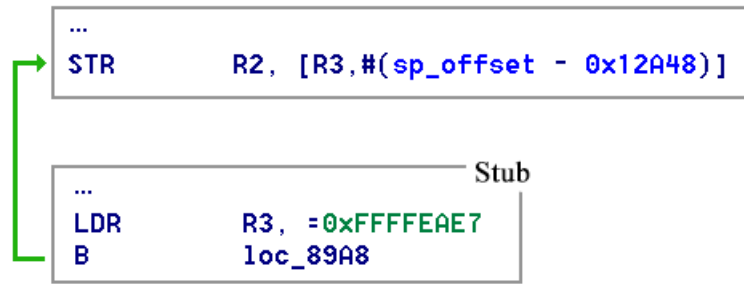 ...
STR R2, [R3,#(sp_offset - 0x12A48)]
Stub
...
LDR R3, =0xFFFFEAE7
B loc_89A8